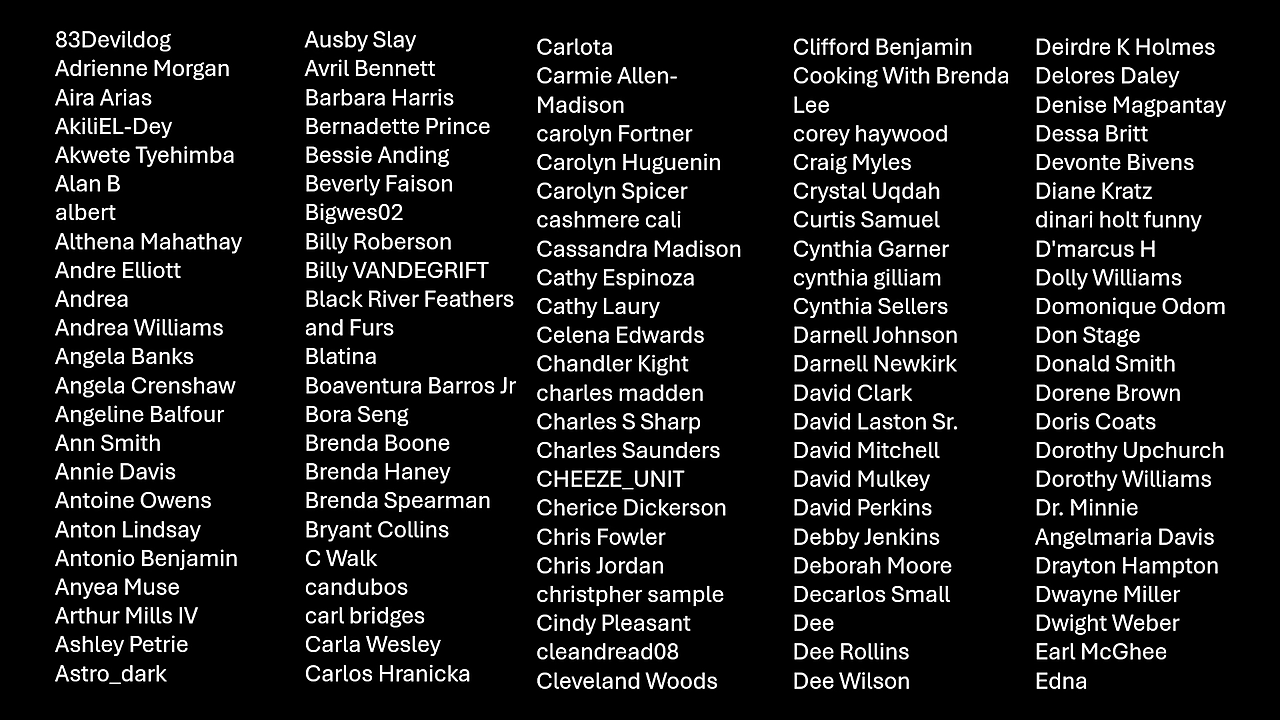 83Devildog
Adrienne Morgan
Aira Arias
AkiliEL-Dey
Akwete Tyehimba
Alan B
albert
Althena Mahathay
Andre Elliott
Andrea
Andrea Williams
Angela Banks
Angela Crenshaw
Angeline Balfour
Ann Smith
Annie Davis
Antoine Owens
Anton Lindsay
Antonio Benjamin
Anyea Muse
Arthur Mills IV
Ashley Petrie
Astro_dark
Ausby Slay
Avril Bennett
Barbara Harris
Bernadette Prince
Bessie Anding
Beverly Faison
Bigwes02
Billy Roberson
Billy VANDEGRIFT
Black River Feathers
and Furs
Blatina
Boaventura Barros Jr
Bora Seng
Brenda Boone
Brenda Haney
Brenda Spearman
Bryant Collins
C Walk
candubos
carl bridges
Carla Wesley
Carlos Hranicka
Carlota
Carmie Allen-
Madison
carolyn Fortner
Carolyn Huguenin
Carolyn Spicer
cashmere cali
Cassandra Madison
Cathy Espinoza
Cathy Laury
Celena Edwards
Chandler Kight
charles madden
Charles S Sharp
Charles Saunders
CHEEZE_UNIT
Cherice Dickerson
Chris Fowler
Chris Jordan
christpher sample
Cindy Pleasant
cleandread08
Cleveland Woods
Clifford Benjamin
Cooking With Brenda
Lee
corey haywood
Craig Myles
Crystal Uqdah
Curtis Samuel
Cynthia Garner
cynthia gilliam
Cynthia Sellers
Darnell Johnson
Darnell Newkirk
David Clark
David Laston Sr.
David Mitchell
David Mulkey
David Perkins
Debby Jenkins
Deborah Moore
Decarlos Small
Dee
Dee Rollins
Dee Wilson
Deirdre K Holmes
Delores Daley
Denise Magpantay
Dessa Britt
Devonte Bivens
Diane Kratz
dinari holt funny
D'marcus H
Dolly Williams
Domonique Odom
Don Stage
Donald Smith
Dorene Brown
Doris Coats
Dorothy Upchurch
Dorothy Williams
Dr. Minnie
Angelmaria Davis
Drayton Hampton
Dwayne Miller
Dwight Weber
Earl McGhee
Edna